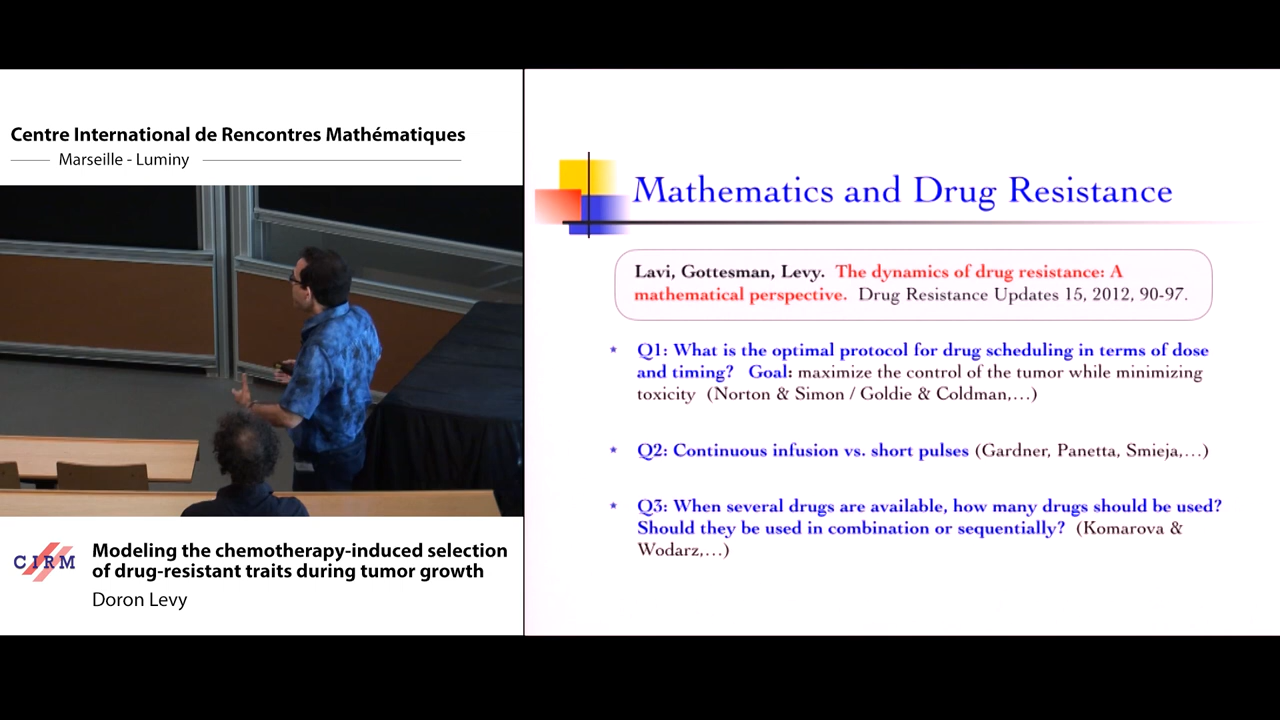 Centre International de Rencontres Mathématiques
Marseille - Luminy
CIRM
Modeling the chemotherapy-induced selection
of drug-resistant traits during tumor growth
Doron Levy
Mathematics and Drug Resistance
Lavi, Gottesman, Levy. The dynamics of drug resistance: A
mathematical perspective. Drug Resistance Updates 15, 2012, 90-97.
* Q1: What is the optimal protocol for drug scheduling in terms of dose
and timing? Goal: maximize the control of the tumor while minimizing
toxicity (Norton & Simon / Goldie & Coldman,...)
* Q2: Continuous infusion vs. short pulses (Gardner, Panetta, Smieja,...)
* Q3: When several drugs are available, how many drugs should be used?
Should they be used in combination or sequentially? (Komarova &
Wodarz,...)